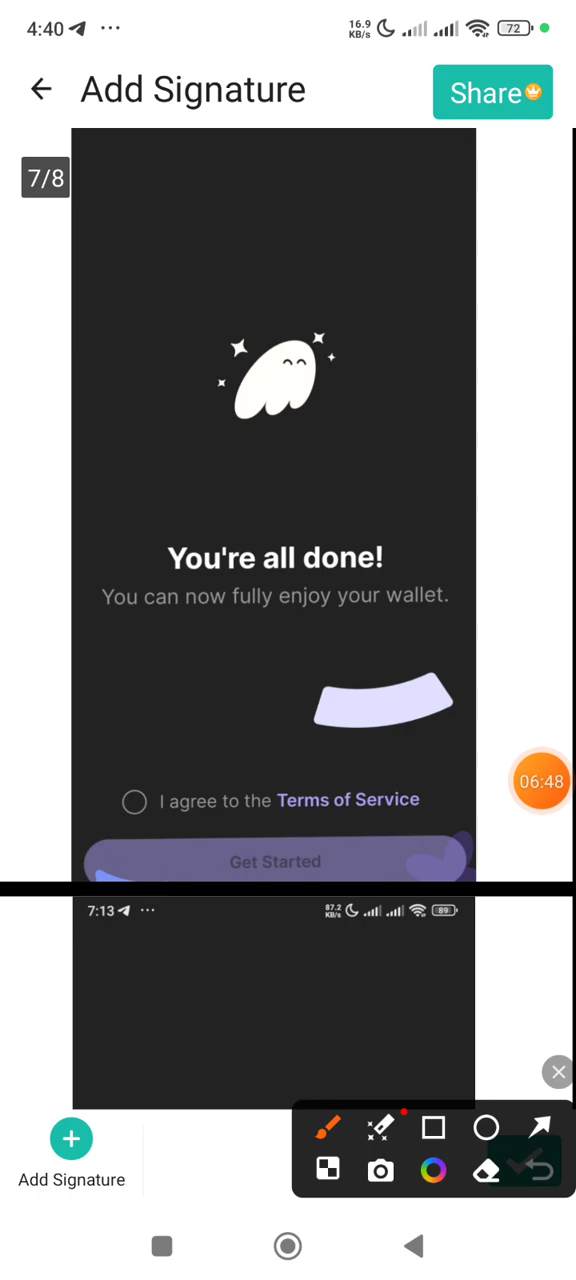 4:40
16.9
KB/s
72
Add Signature
Share
7/8
You're all done!
You can now fully enjoy your wallet.
06:48
I agree to the Terms of Service
Get Started
7:13
87.2
KB/s
89
Add Signature